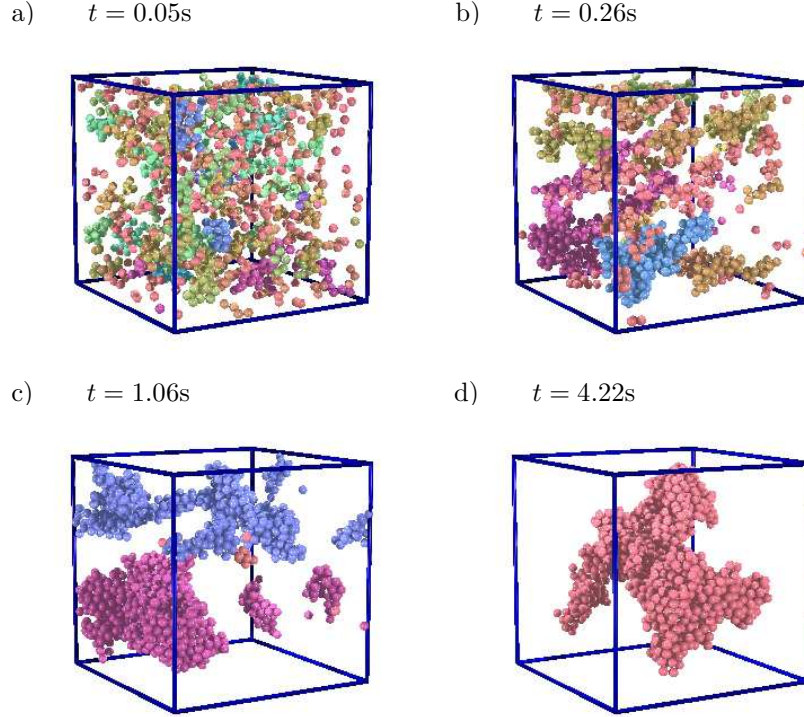 a) t = 0.05s
b) t = 0.26s
c) t = 1.06s
d) t = 4.22s